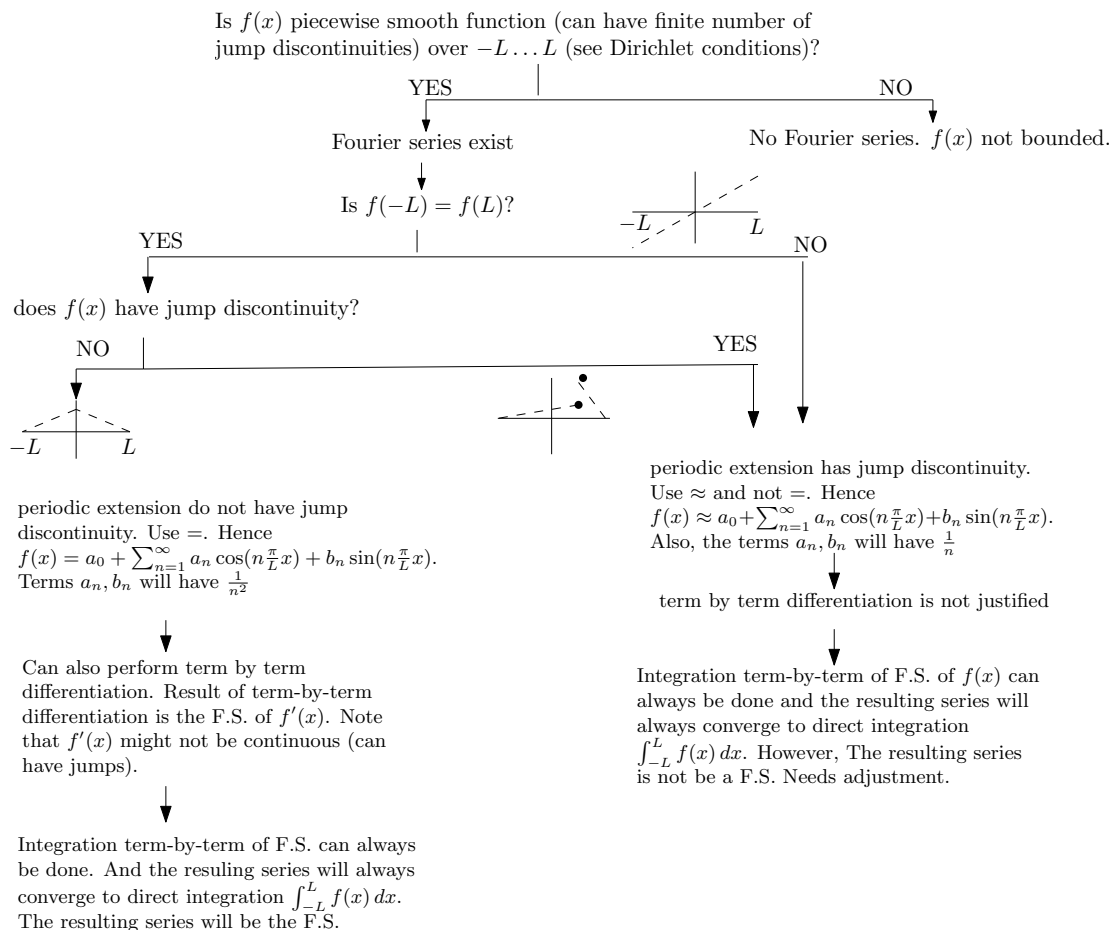 Is f(x) piecewise smooth function (can have finite number of
jump discontinuities) over −L…L (see Dirichlet conditions)?
YES
NO
Fourier series exist
No Fourier series. f(x) not bounded.
Is f(−L) = f(L)?
−L
L
YES
NO
does f(x) have jump discontinuity?
NO
YES
−L
L
periodic extension do not have jump
discontinuity. Use =. Hence
f(x) = a₀ + ∑_{n=1}^{∞} aₙ cos(n π/L x) + bₙ sin(n π/L x).
Terms aₙ, bₙ will have 1/n²
Can also perform term by term
differentiation. Result of term-by-term
differentiation is the F.S. of f′(x). Note
that f′(x) might not be continuous (can
have jumps).
Integration term-by-term of F.S. can always
be done. And the resuling series will always
converge to direct integration ∫_{−L}^{L} f(x) dx.
The resulting series will be the F.S.
periodic extension has jump discontinuity.
Use ≈ and not =. Hence
f(x) ≈ a₀+∑_{n=1}^{∞} aₙ cos(n π/L x)+bₙ sin(n π/L x).
Also, the terms aₙ, bₙ will have 1/n
term by term differentiation is not justified
Integration term-by-term of F.S. of f(x) can
always be done and the resulting series will
always converge to direct integration
∫_{−L}^{L} f(x) dx. However, The resulting series
is not be a F.S. Needs adjustment.